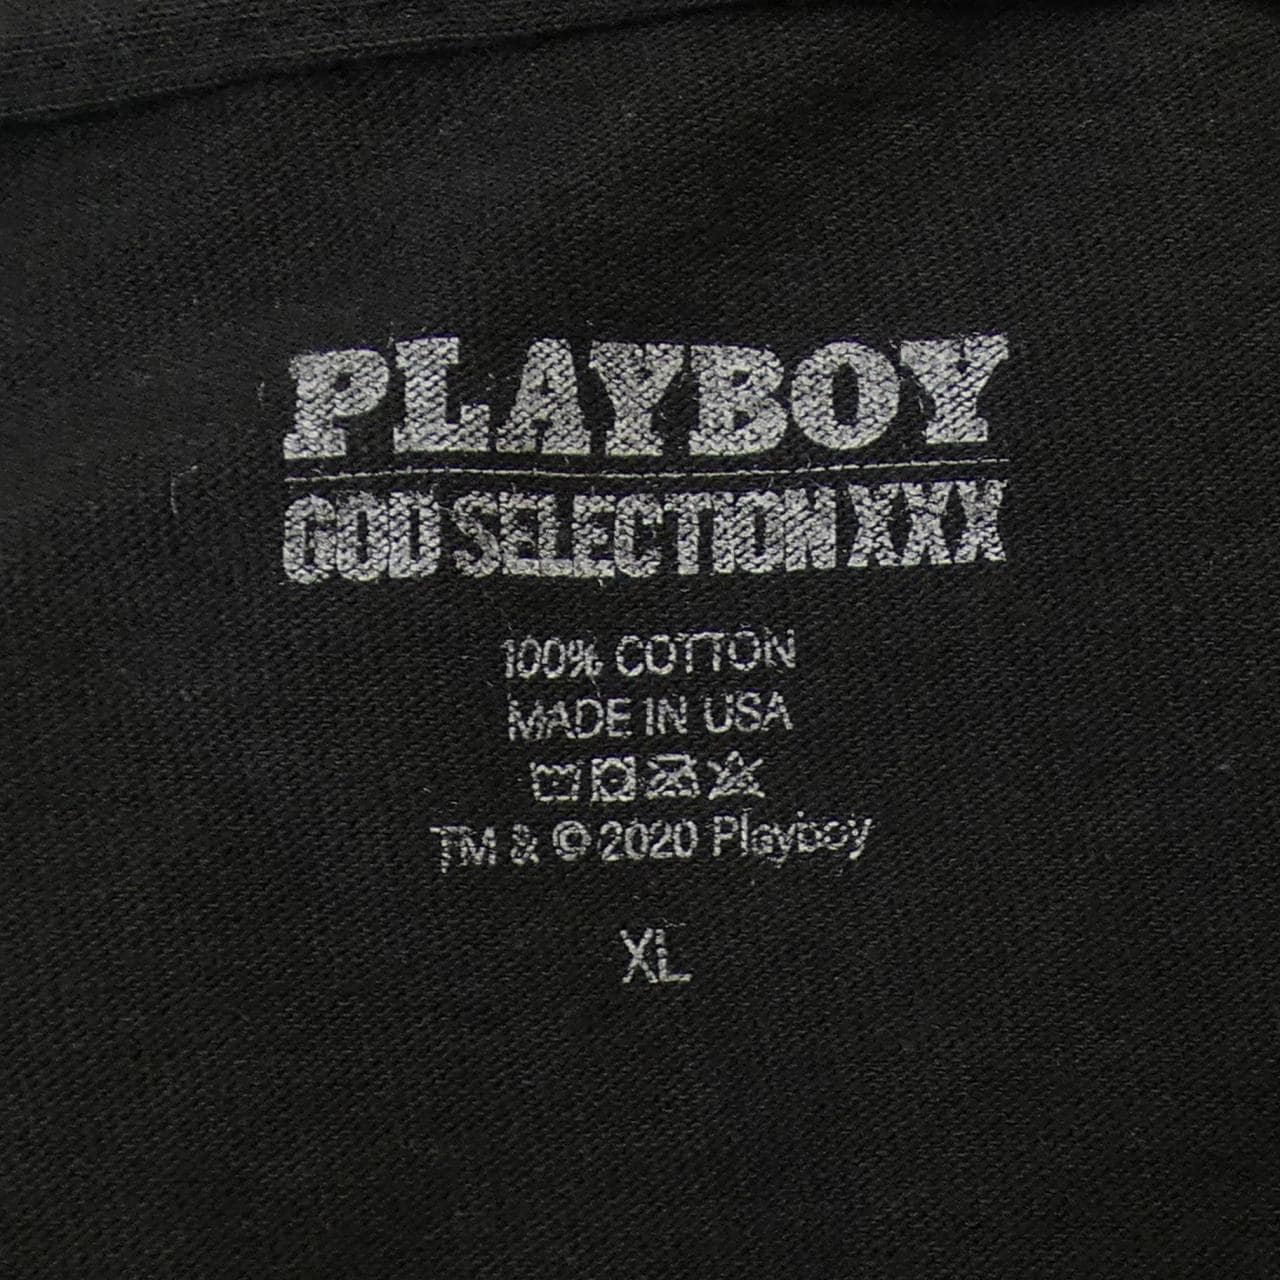 PLAYBOY
GOD SELECTION XXX
100% COTTON
MADE IN USA
TM & © 2020 Playboy
XL